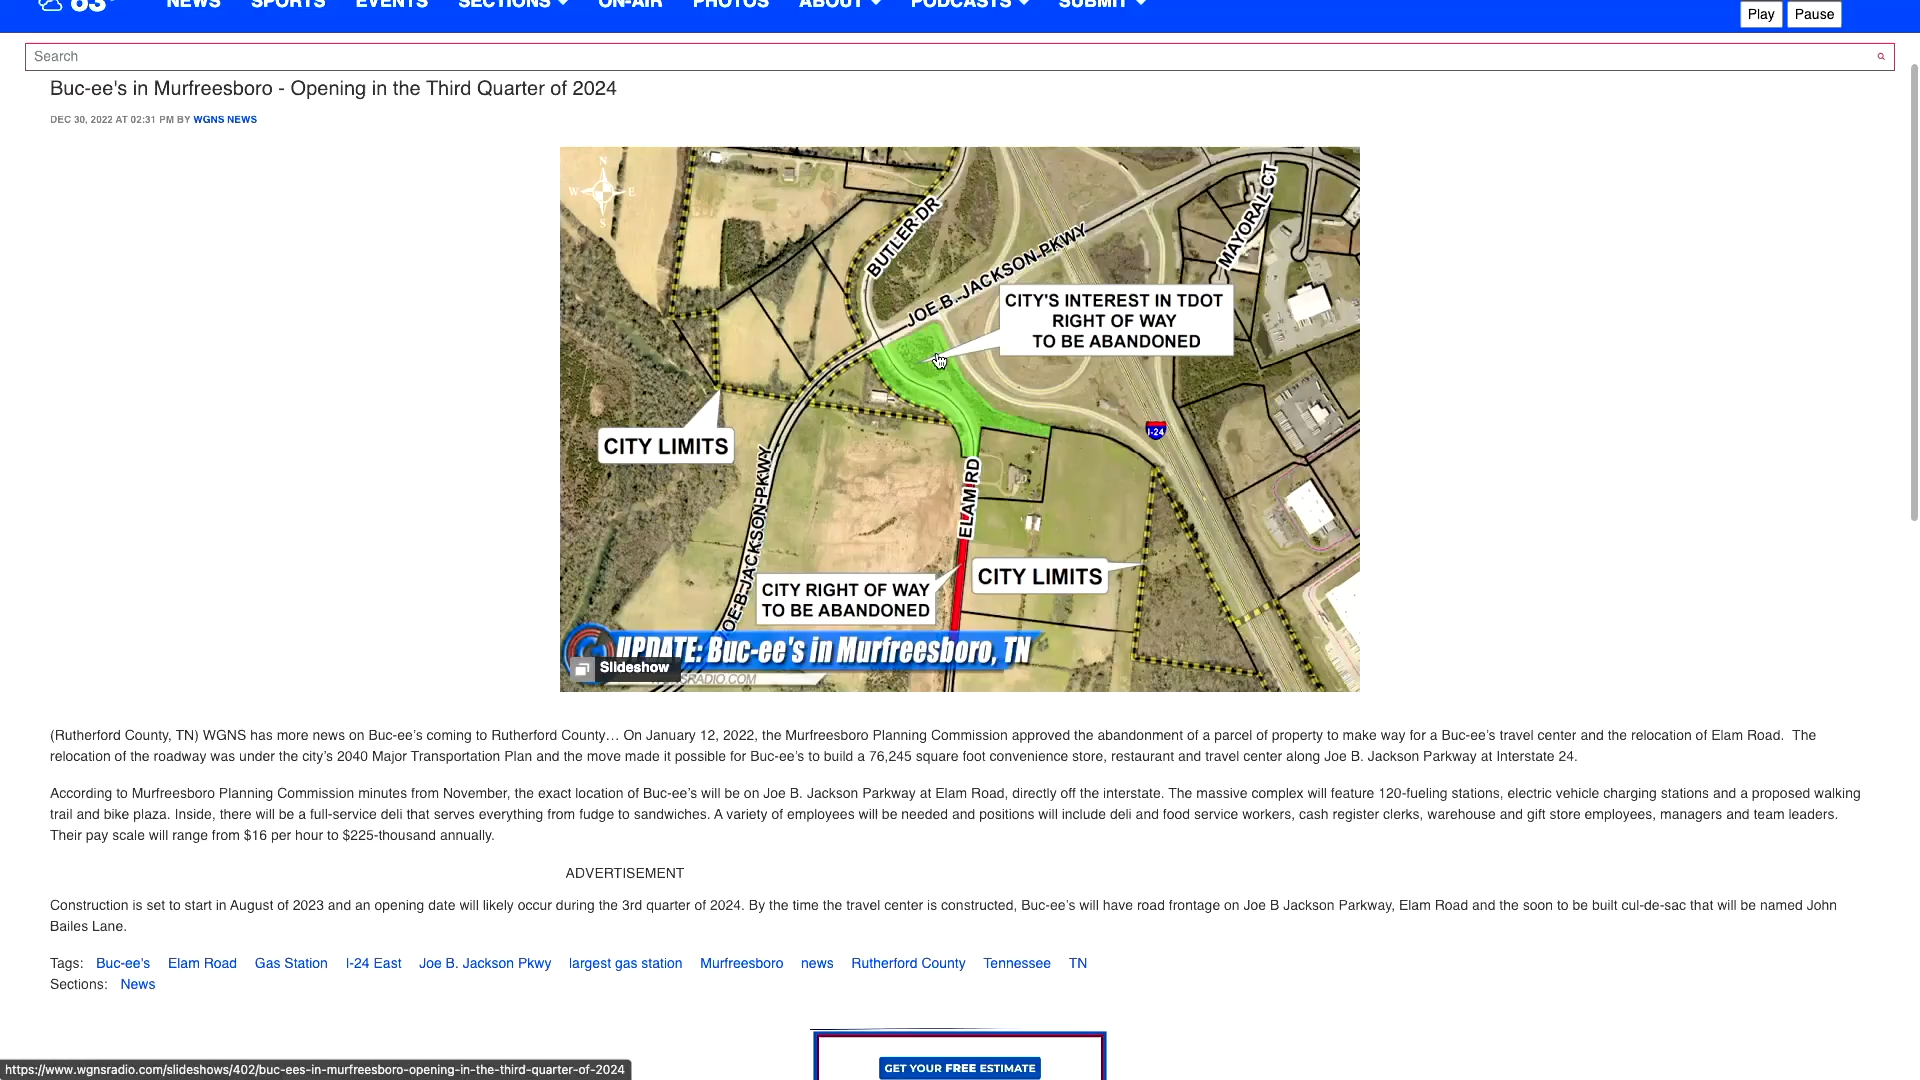 63°
NEWS SPORTS EVENTS SECTIONS ON-AIR PHOTOS ABOUT PODCASTS SUBMIT
Play Pause
Search
Buc-ee's in Murfreesboro - Opening in the Third Quarter of 2024
DEC 30, 2022 AT 02:31 PM BY WGNS NEWS
N
W E
S
BUTLER DR
JOE B. JACKSON PKWY
MAYORAL CT
CITY'S INTEREST IN TDOT
RIGHT OF WAY
TO BE ABANDONED
CITY LIMITS
I-24
JOE B JACKSON PKWY
ELAM RD
CITY RIGHT OF WAY
TO BE ABANDONED
CITY LIMITS
UPDATE: Buc-ee's in Murfreesboro, TN
Slideshow
SRADIO.COM
(Rutherford County, TN) WGNS has more news on Buc-ee’s coming to Rutherford County… On January 12, 2022, the Murfreesboro Planning Commission approved the abandonment of a parcel of property to make way for a Buc-ee’s travel center and the relocation of Elam Road. The
relocation of the roadway was under the city’s 2040 Major Transportation Plan and the move made it possible for Buc-ee’s to build a 76,245 square foot convenience store, restaurant and travel center along Joe B. Jackson Parkway at Interstate 24.
According to Murfreesboro Planning Commission minutes from November, the exact location of Buc-ee’s will be on Joe B. Jackson Parkway at Elam Road, directly off the interstate. The massive complex will feature 120-fueling stations, electric vehicle charging stations and a proposed walking
trail and bike plaza. Inside, there will be a full-service deli that serves everything from fudge to sandwiches. A variety of employees will be needed and positions will include deli and food service workers, cash register clerks, warehouse and gift store employees, managers and team leaders.
Their pay scale will range from $16 per hour to $225-thousand annually.
ADVERTISEMENT
Construction is set to start in August of 2023 and an opening date will likely occur during the 3rd quarter of 2024. By the time the travel center is constructed, Buc-ee’s will have road frontage on Joe B Jackson Parkway, Elam Road and the soon to be built cul-de-sac that will be named John
Bailes Lane.
Tags: Buc-ee's Elam Road Gas Station I-24 East Joe B. Jackson Pkwy largest gas station Murfreesboro news Rutherford County Tennessee TN
Sections: News
GET YOUR FREE ESTIMATE
https://www.wgnsradio.com/slideshows/402/buc-ees-in-murfreesboro-opening-in-the-third-quarter-of-2024